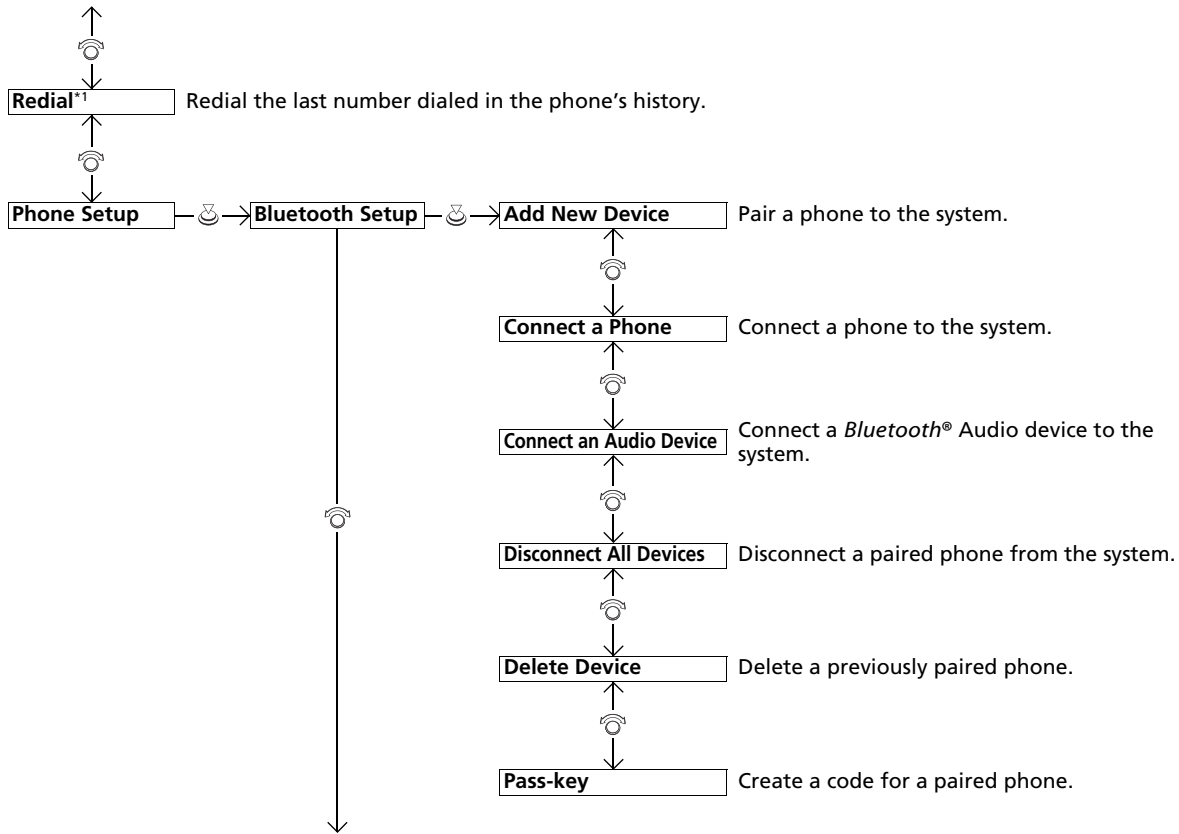 Redial*1 Redial the last number dialed in the phone's history.
Phone Setup Bluetooth Setup Add New Device Pair a phone to the system.
Connect a Phone Connect a phone to the system.
Connect an Audio Device Connect a Bluetooth® Audio device to the
system.
Disconnect All Devices Disconnect a paired phone from the system.
Delete Device Delete a previously paired phone.
Pass-key Create a code for a paired phone.